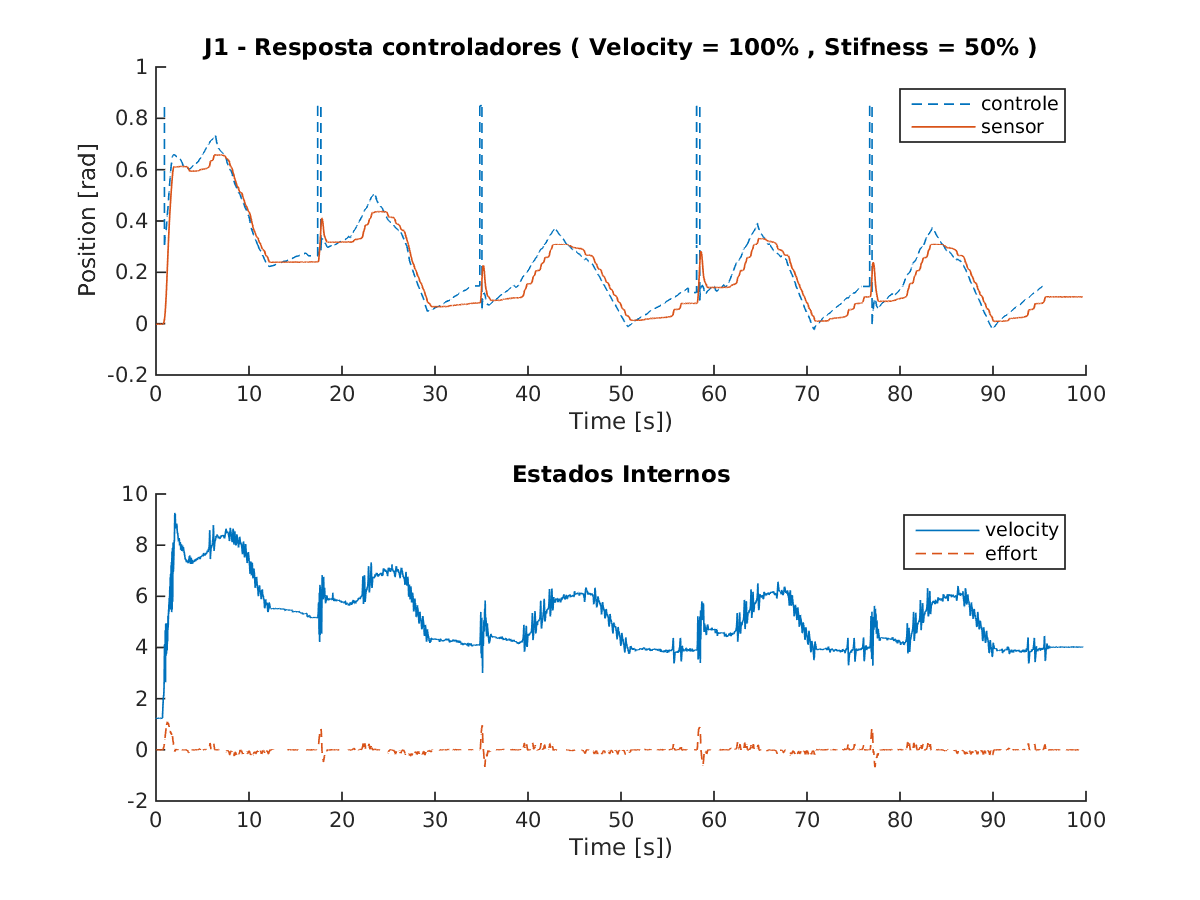 J1 - Resposta controladores ( Velocity = 100% , Stifness = 50% )
1
0.8
0.6
0.4
0.2
0
-0.2
Position [rad]
controle
sensor
0 10 20 30 40 50 60 70 80 90 100
Time [s])
Estados Internos
10
8
6
4
2
0
-2
velocity
effort
0 10 20 30 40 50 60 70 80 90 100
Time [s])